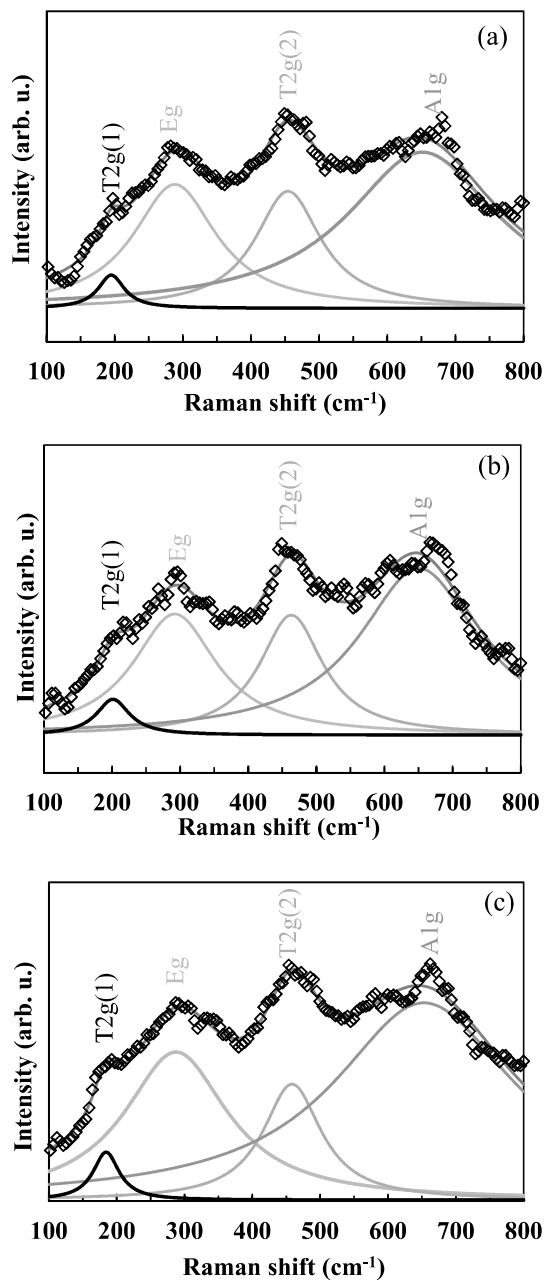 (a)
T2g(1)
Eg
T2g(2)
A1g
Intensity (arb. u.)
100 200 300 400 500 600 700 800
Raman shift (cm-1)
(b)
T2g(1)
Eg
T2g(2)
A1g
Intensity (arb. u.)
100 200 300 400 500 600 700 800
Raman shift (cm-1)
(c)
T2g(1)
Eg
T2g(2)
A1g
Intensity (arb. u.)
100 200 300 400 500 600 700 800
Raman shift (cm-1)